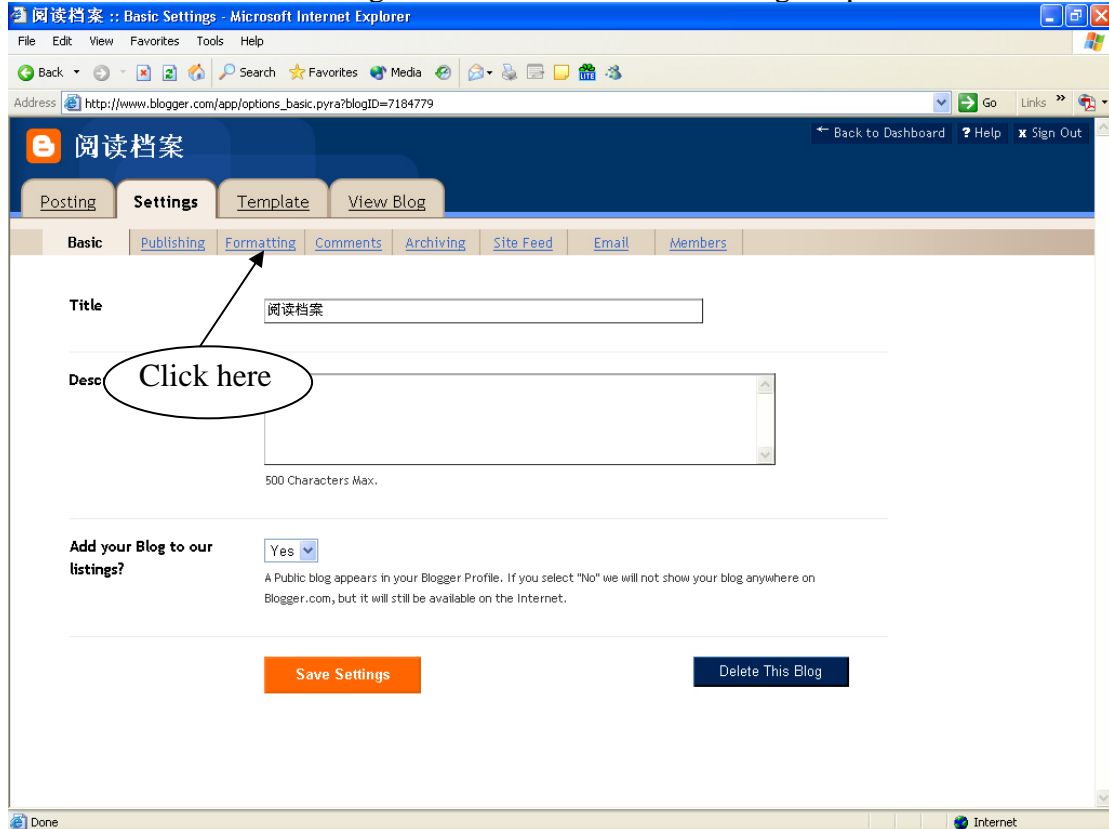 阅读档案 :: Basic Settings - Microsoft Internet Explorer
File Edit View Favorites Tools Help
Back Search Favorites Media
Address http://www.blogger.com/app/options_basic.pyra?blogID=7184779 Go Links »
阅读档案 Back to Dashboard ? Help x Sign Out
Posting Settings Template View Blog
Basic Publishing Formatting Comments Archiving Site Feed Email Members
Title 阅读档案
Click here
500 Characters Max.
Add your Blog to our
listings?
Yes
A Public blog appears in your Blogger Profile. If you select "No" we will not show your blog anywhere on
Blogger.com, but it will still be available on the Internet.
Save Settings Delete This Blog
Done Internet